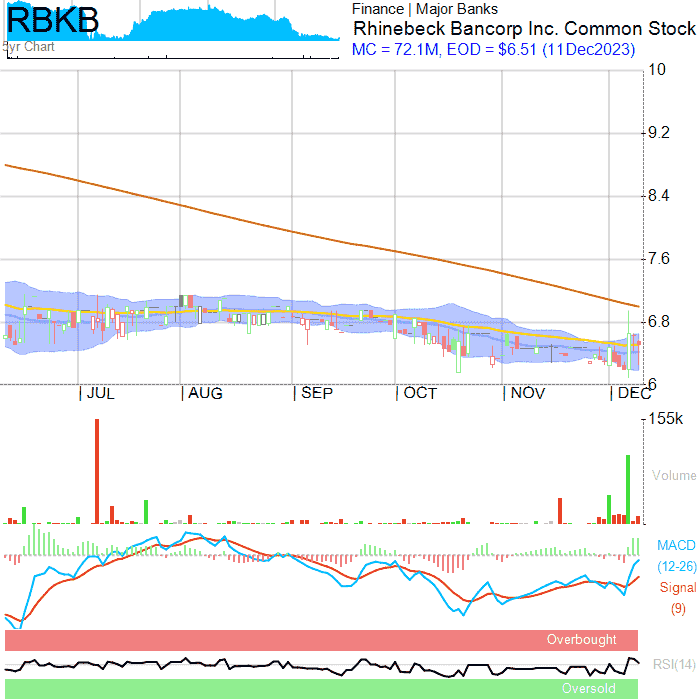 RBKB
5yr Chart
Finance | Major Banks
Rhinebeck Bancorp Inc. Common Stock
MC = 72.1M, EOD = $6.51 (11Dec2023)
10
9.2
8.4
7.6
6.8
6
JUL AUG SEP OCT NOV DEC
155k
Volume
MACD
(12-26)
Signal
(9)
Overbought
RSI(14)
Oversold